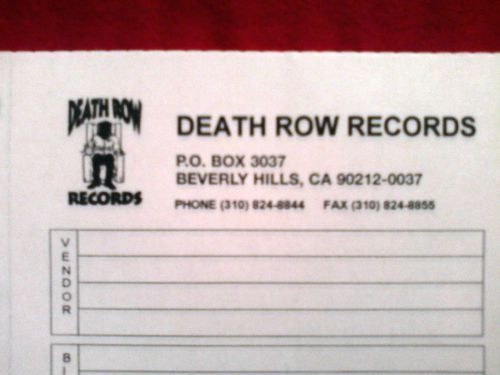 DEATH ROW
RECORDS
DEATH ROW RECORDS
P.O. BOX 3037
BEVERLY HILLS, CA 90212-0037
PHONE (310) 824-8844 FAX (310) 824-8855
VENDOR
B